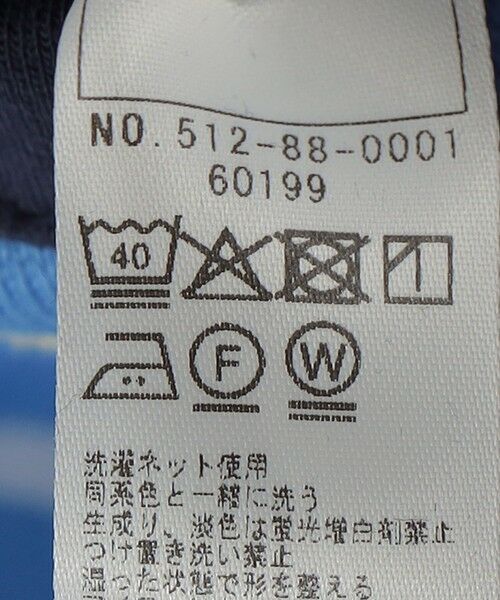 NO. 512-88-0001
60199
40
F W
洗濯ネット使用
同系色と一緒に洗う
生成り、淡色は蛍光増白剤禁止
つけ置き洗い禁止
湿った状態で形を整える